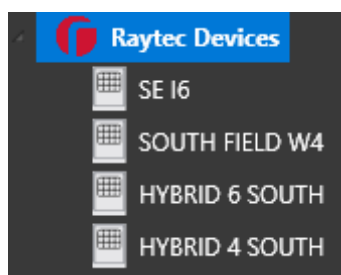 Raytec Devices
SE I6
SOUTH FIELD W4
HYBRID 6 SOUTH
HYBRID 4 SOUTH